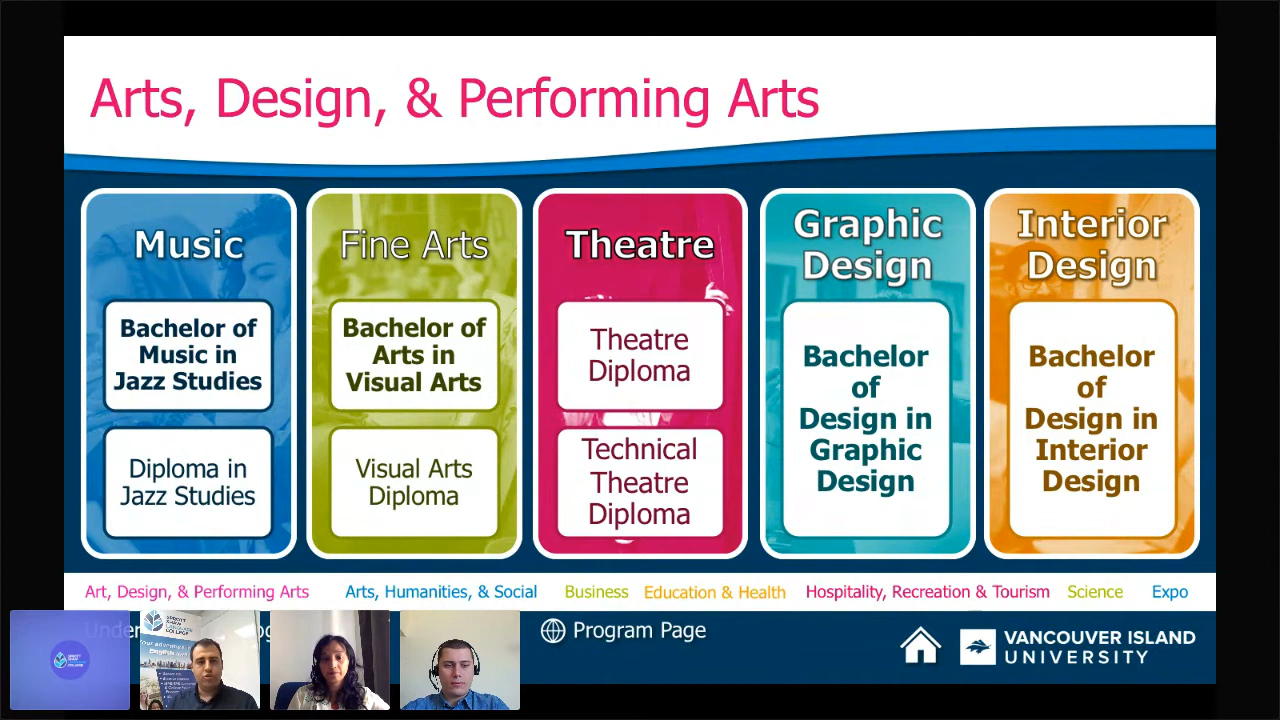 Arts, Design, & Performing Arts
Music
Bachelor of
Music in
Jazz Studies
Diploma in
Jazz Studies
Fine Arts
Bachelor of
Arts in
Visual Arts
Visual Arts
Diploma
Theatre
Theatre
Diploma
Technical
Theatre
Diploma
Graphic
Design
Bachelor
of
Design in
Graphic
Design
Interior
Design
Bachelor
of
Design in
Interior
Design
Art, Design, & Performing Arts Arts, Humanities, & Social Business Education & Health Hospitality, Recreation & Tourism Science Expo
Program Page
VANCOUVER ISLAND
UNIVERSITY
LANGUAGE
COLLEGE